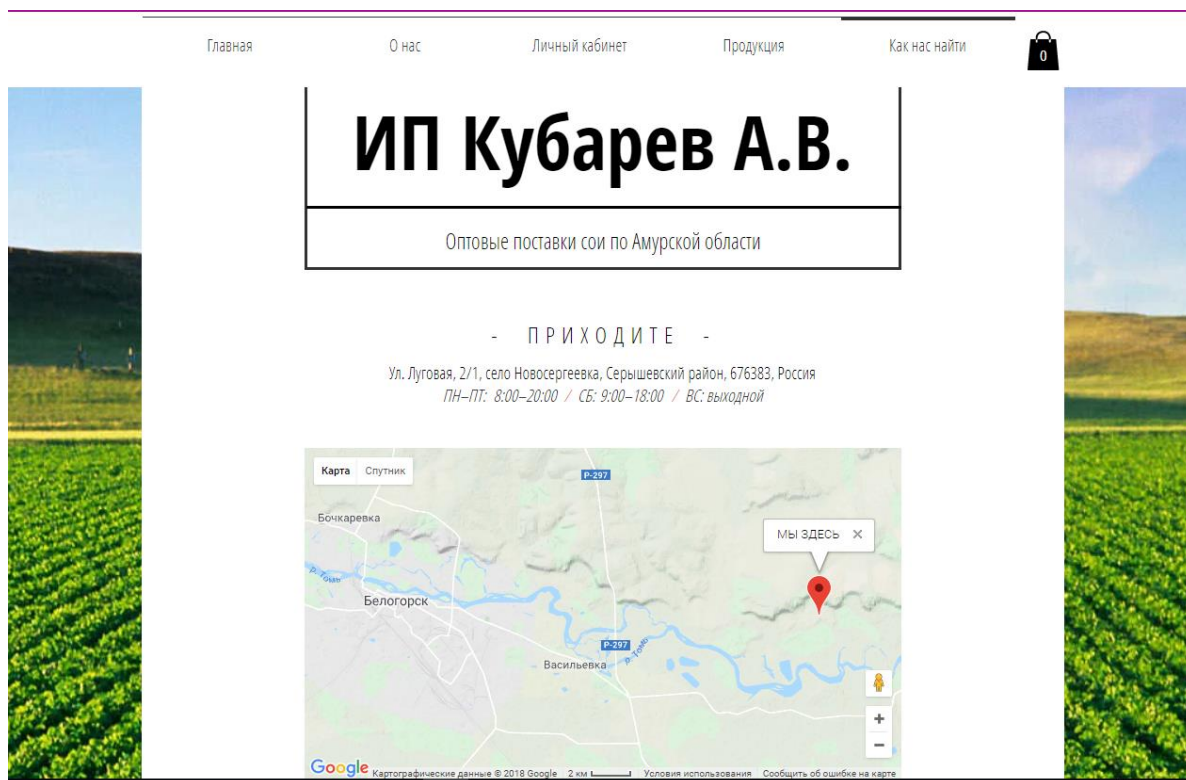 Главная О нас Личный кабинет Продукция Как нас найти 0
ИП Кубарев А.В.
Оптовые поставки сои по Амурской области
- ПРИХОДИТЕ -
Ул. Луговая, 2/1, село Новосергеевка, Серышевский район, 676383, Россия
ПН–ПТ: 8:00–20:00 / СБ: 9:00–18:00 / ВС: выходной
Карта Спутник
Р-297
Бочкаревка
МЫ ЗДЕСЬ ×
р. Томь
Белогорск
Р-297
р. Томь
Васильевка
+
−
Google Картографические данные © 2018 Google 2 км Условия использования Сообщить об ошибке на карте